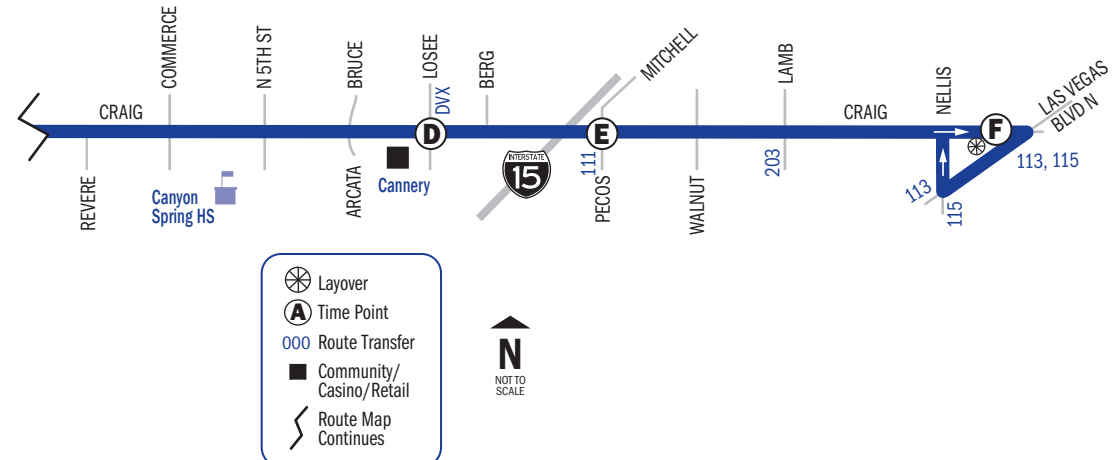 COMMERCE
N 5TH ST
BRUCE
LOSEE
DVX
BERG
MITCHELL
LAMB
NELLIS
LAS VEGAS
BLVD N
CRAIG
CRAIG
D
E
F
REVERE
Canyon
Spring HS
ARCATA
Cannery
INTERSTATE
15
111
PECOS
WALNUT
203
113
115
113, 115
Layover
A Time Point
000 Route Transfer
Community/
Casino/Retail
Route Map
Continues
N
NOT TO
SCALE